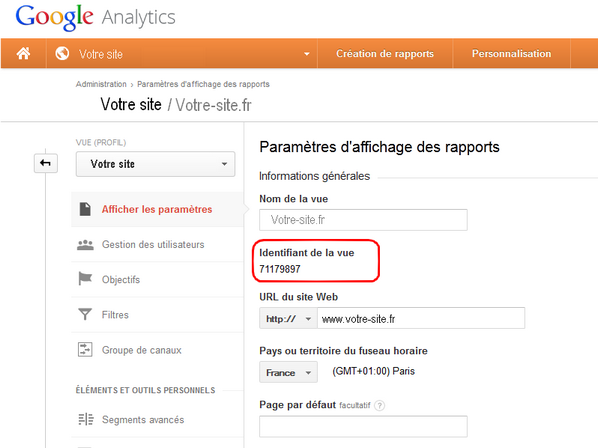 Google Analytics
Votre site Création de rapports Personnalisation
Administration › Paramètres d'affichage des rapports
Votre site / Votre-site.fr
VUE (PROFIL)
Votre site
Afficher les paramètres
Gestion des utilisateurs
Objectifs
Filtres
Groupe de canaux
ÉLÉMENTS ET OUTILS PERSONNELS
Segments avancés
Paramètres d'affichage des rapports
Informations générales
Nom de la vue
Votre-site.fr
Identifiant de la vue
71179897
URL du site Web
http:// www.votre-site.fr
Pays ou territoire du fuseau horaire
France (GMT+01:00) Paris
Page par défaut facultatif ?